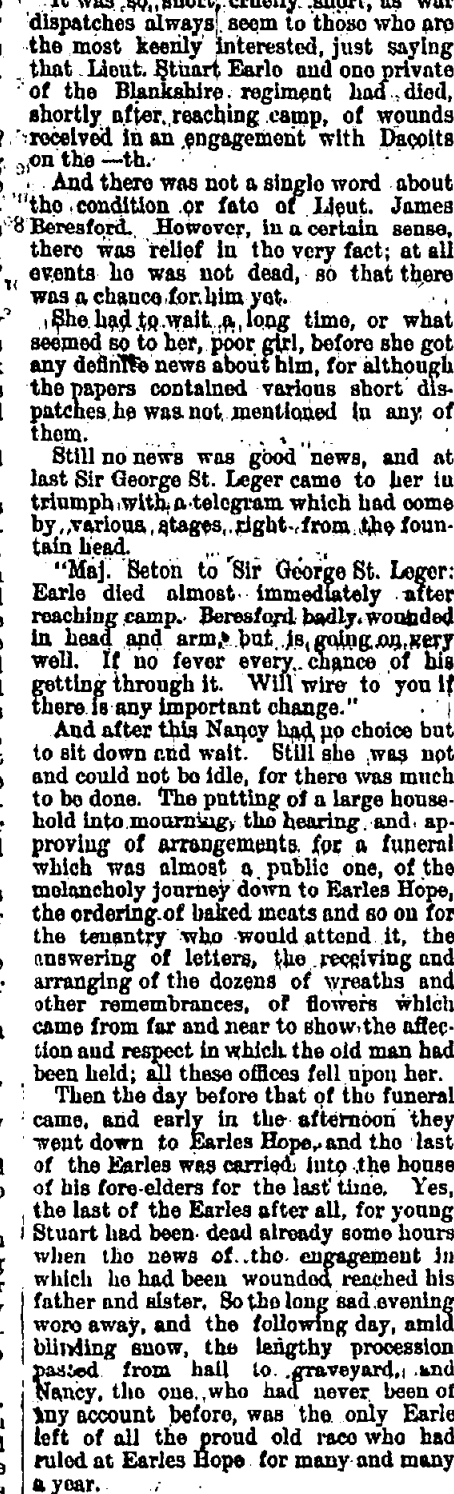 It was so, short, cruelly short, as war
dispatches always seem to those who are
the most keenly interested, just saying
that Lieut. Stuart Earle and one private
of the Blankshire regiment had died,
shortly after reaching camp, of wounds
received in an engagement with Dacoits
on the —th.
And there was not a single word about
the condition or fate of Lieut. James
Beresford. However, in a certain sense,
there was relief in the very fact; at all
events he was not dead, so that there
was a chance for him yet.
She had to wait a long time, or what
seemed so to her, poor girl, before she got
any definite news about him, for although
the papers contained various short dis-
patches he was not mentioned in any of
them.
Still no news was good news, and at
last Sir George St. Leger came to her in
triumph with a telegram which had come
by various stages right from the foun-
tain head.
"Maj. Seton to Sir George St. Leger:
Earle died almost immediately after
reaching camp. Beresford badly wounded
in head and arm, but is going on very
well. If no fever every chance of his
getting through it. Will wire to you if
there is any important change."
And after this Nancy had no choice but
to sit down and wait. Still she was not
and could not be idle, for there was much
to be done. The putting of a large house-
hold into mourning, the hearing and ap-
proving of arrangements for a funeral
which was almost a public one, of the
melancholy journey down to Earles Hope,
the ordering of baked meats and so on for
the tenantry who would attend it, the
answering of letters, the receiving and
arranging of the dozens of wreaths and
other remembrances, of flowers which
came from far and near to show the affec-
tion and respect in which the old man had
been held; all these offices fell upon her.
Then the day before that of the funeral
came, and early in the afternoon they
went down to Earles Hope, and the last
of the Earles was carried into the house
of his fore-elders for the last time. Yes,
the last of the Earles after all, for young
Stuart had been dead already some hours
when the news of the engagement in
which he had been wounded reached his
father and sister. So the long sad evening
wore away, and the following day, amid
blinding snow, the lengthy procession
passed from hall to graveyard, and
Nancy, the one who had never been of
any account before, was the only Earle
left of all the proud old race who had
ruled at Earles Hope for many and many
a year.